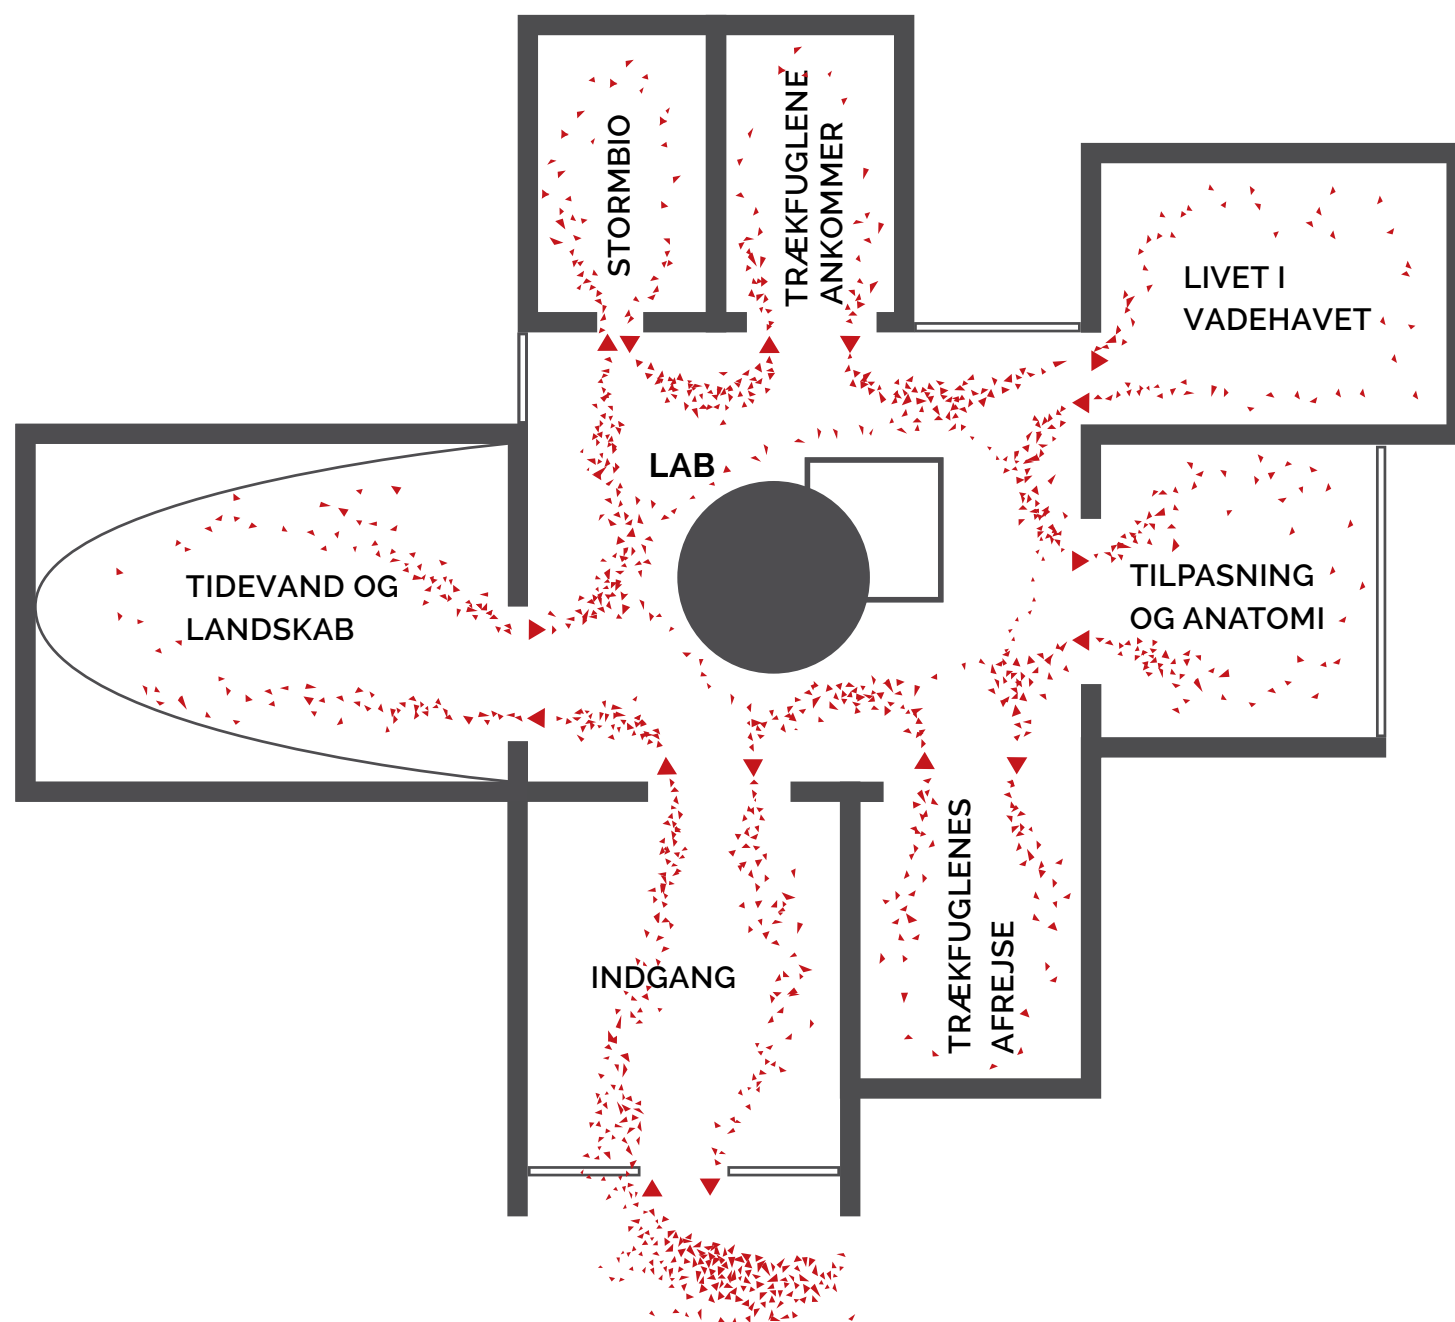 STORMBIO
TRÆKFUGLENE
ANKOMMER
LIVET I
VADEHAVET
LAB
TIDEVAND OG
LANDSKAB
TILPASNING
OG ANATOMI
INDGANG
TRÆKFUGLENES
AFREJSE